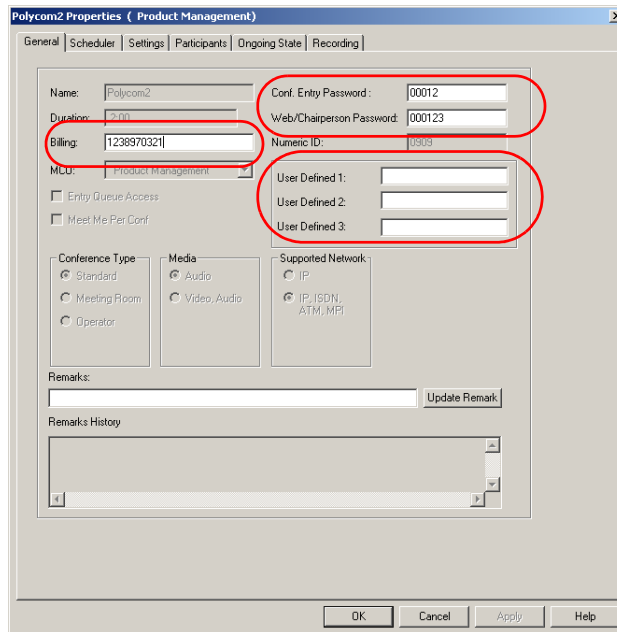 Polycom2 Properties ( Product Management)
General Scheduler Settings Participants Ongoing State Recording
Name: Polycom2 Conf. Entry Password : 00012
Duration: 2:00 Web/Chairperson Password: 000123
Billing: 1238970321 Numeric ID: 0909
MCU: Product Management User Defined 1:
Entry Queue Access User Defined 2:
Meet Me Per Conf User Defined 3:
Conference Type Media Supported Network
Standard Audio IP
Meeting Room Video, Audio IP, ISDN,
ATM, MPI
Operator
Remarks:
Update Remark
Remarks History
OK Cancel Apply Help